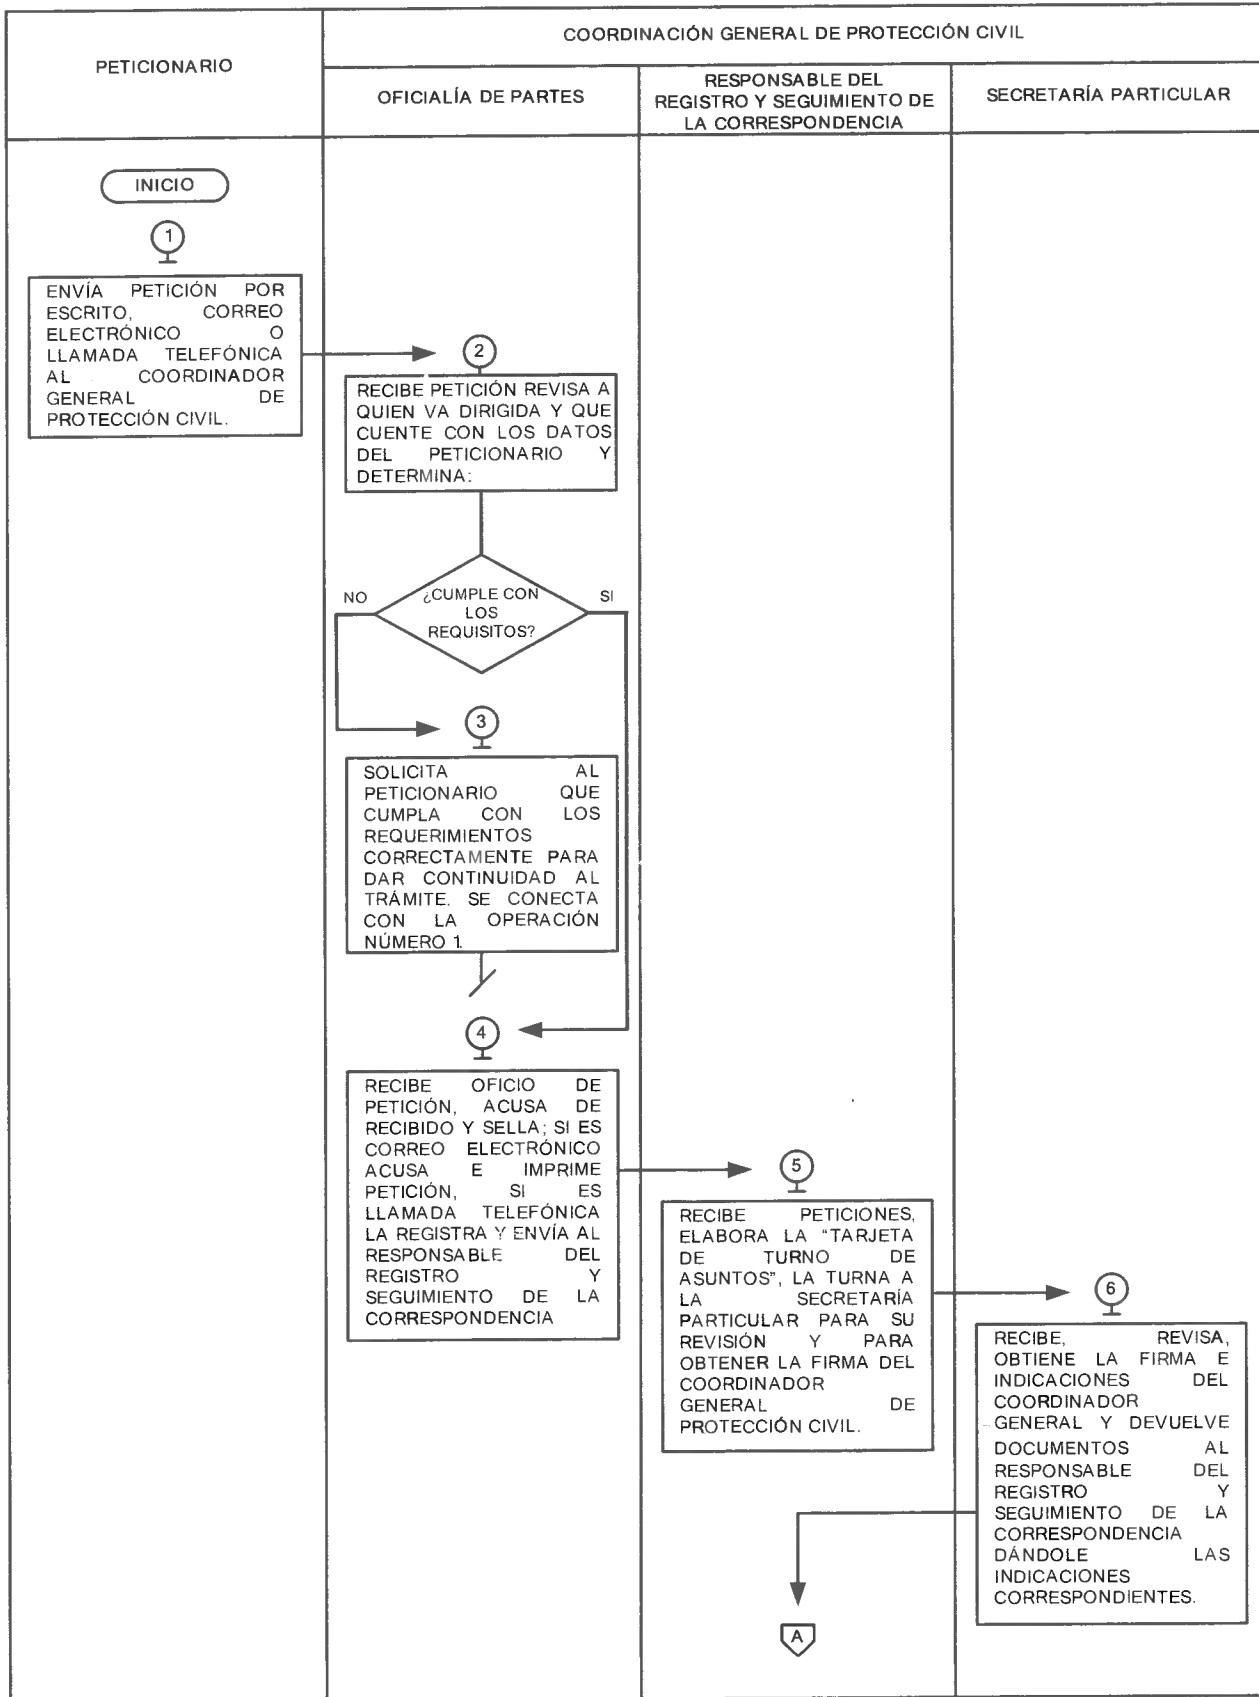 PETICIONARIO
COORDINACIÓN GENERAL DE PROTECCIÓN CIVIL
OFICIALÍA DE PARTES
RESPONSABLE DEL
REGISTRO Y SEGUIMIENTO DE
LA CORRESPONDENCIA
SECRETARÍA PARTICULAR
INICIO
1
ENVÍA PETICIÓN POR
ESCRITO, CORREO
ELECTRÓNICO O
LLAMADA TELEFÓNICA
AL COORDINADOR
GENERAL DE
PROTECCIÓN CIVIL.
2
RECIBE PETICIÓN REVISA A
QUIEN VA DIRIGIDA Y QUE
CUENTE CON LOS DATOS
DEL PETICIONARIO Y
DETERMINA:
NO
¿CUMPLE CON
LOS
REQUISITOS?
SI
3
SOLICITA AL
PETICIONARIO QUE
CUMPLA CON LOS
REQUERIMIENTOS
CORRECTAMENTE PARA
DAR CONTINUIDAD AL
TRÁMITE. SE CONECTA
CON LA OPERACIÓN
NÚMERO 1.
4
RECIBE OFICIO DE
PETICIÓN, ACUSA DE
RECIBIDO Y SELLA; SI ES
CORREO ELECTRÓNICO
ACUSA E IMPRIME
PETICIÓN, SI ES
LLAMADA TELEFÓNICA
LA REGISTRA Y ENVÍA AL
RESPONSABLE DEL
REGISTRO Y
SEGUIMIENTO DE LA
CORRESPONDENCIA
5
RECIBE PETICIONES,
ELABORA LA "TARJETA
DE TURNO DE
ASUNTOS", LA TURNA A
LA SECRETARÍA
PARTICULAR PARA SU
REVISIÓN Y PARA
OBTENER LA FIRMA DEL
COORDINADOR
GENERAL DE
PROTECCIÓN CIVIL.
6
RECIBE, REVISA,
OBTIENE LA FIRMA E
INDICACIONES DEL
COORDINADOR
GENERAL Y DEVUELVE
DOCUMENTOS AL
RESPONSABLE DEL
REGISTRO Y
SEGUIMIENTO DE LA
CORRESPONDENCIA
DÁNDOLE LAS
INDICACIONES
CORRESPONDIENTES.
A